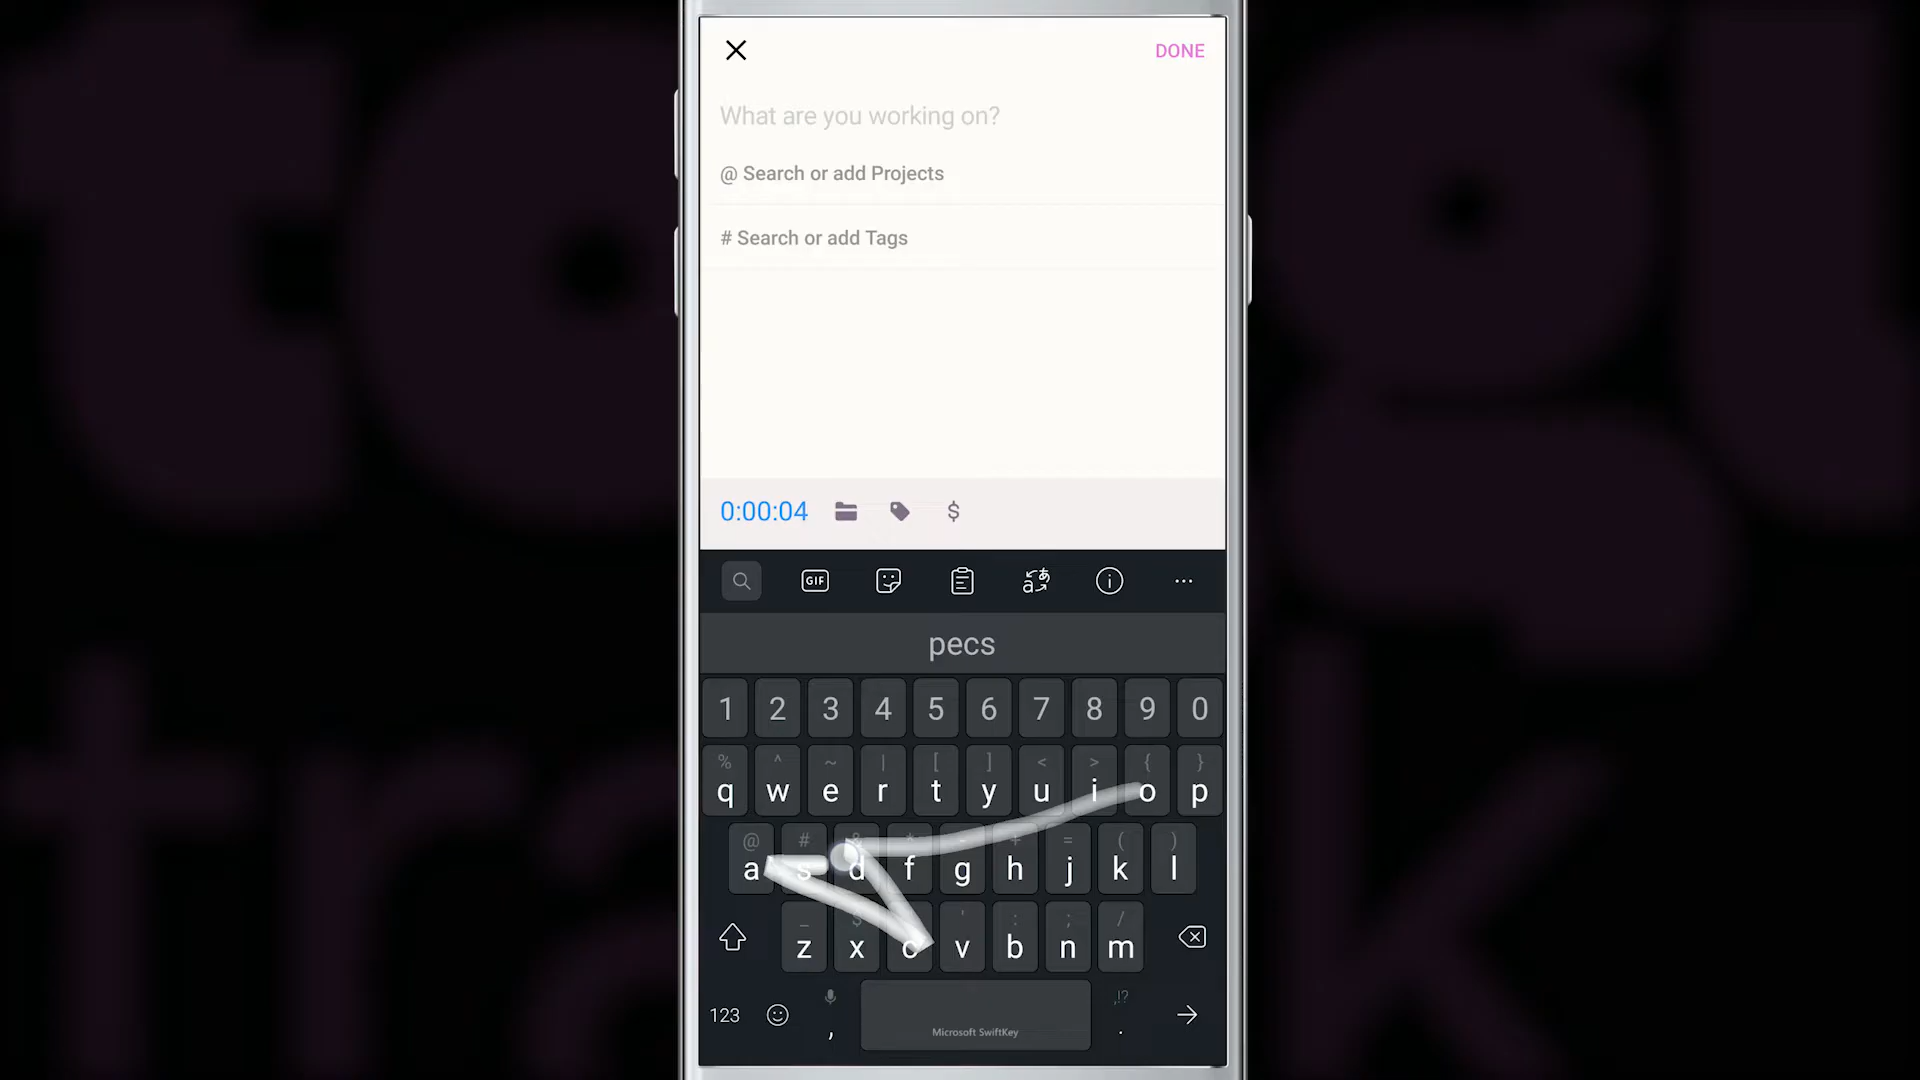 DONE
What are you working on?
@ Search or add Projects
# Search or add Tags
0:00:04 $
GIF
pecs
1 2 3 4 5 6 7 8 9 0
% ^ ~ | [ ] < > { }
q w e r t y u i o p
@ # & * - + = ( )
a s d f g h j k l
_ $ ' : ; /
z x c v b n m
,!?
123 , Microsoft SwiftKey .